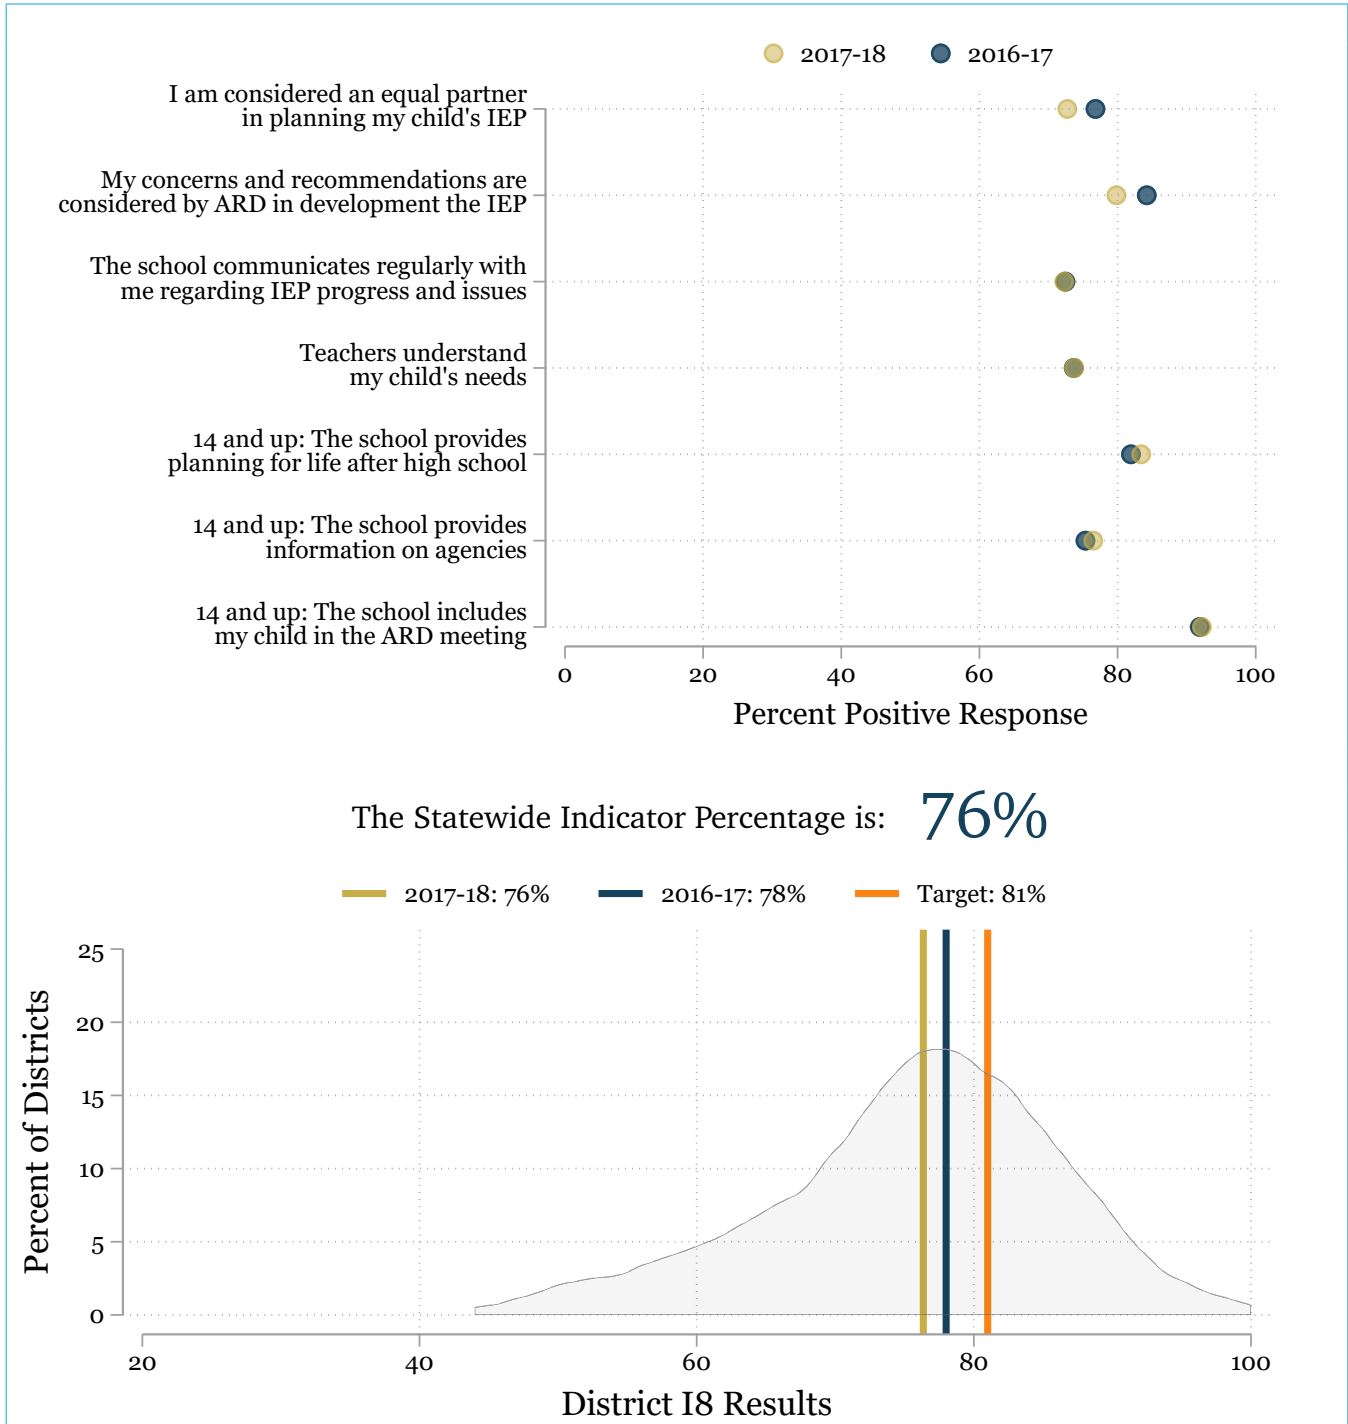 2017-18 2016-17
I am considered an equal partner
in planning my child's IEP
My concerns and recommendations are
considered by ARD in development the IEP
The school communicates regularly with
me regarding IEP progress and issues
Teachers understand
my child's needs
14 and up: The school provides
planning for life after high school
14 and up: The school provides
information on agencies
14 and up: The school includes
my child in the ARD meeting
0 20 40 60 80 100
Percent Positive Response
The Statewide Indicator Percentage is: 76%
2017-18: 76% 2016-17: 78% Target: 81%
Percent of Districts
25
20
15
10
5
0
20 40 60 80 100
District I8 Results